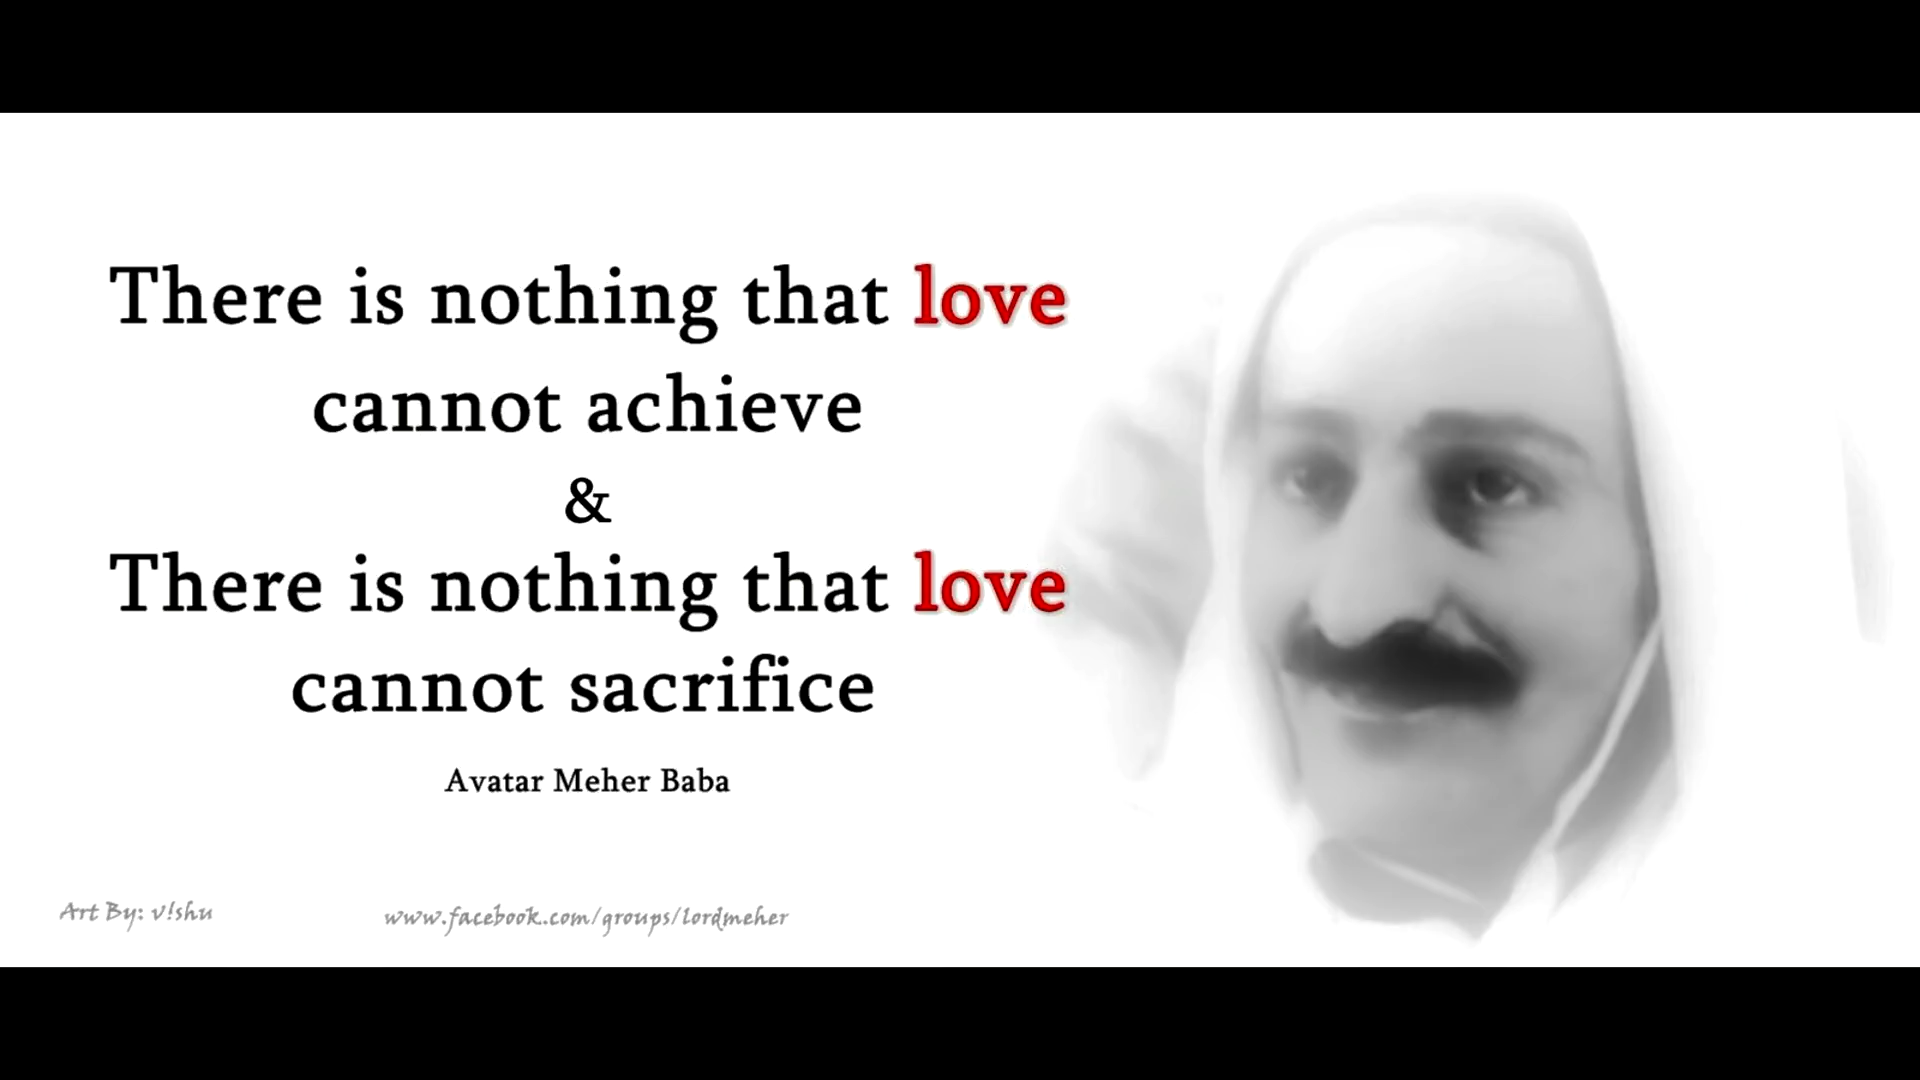 There is nothing that love
cannot achieve
&
There is nothing that love
cannot sacrifice
Avatar Meher Baba
Art By: v!shu
www.facebook.com/groups/lordmeher